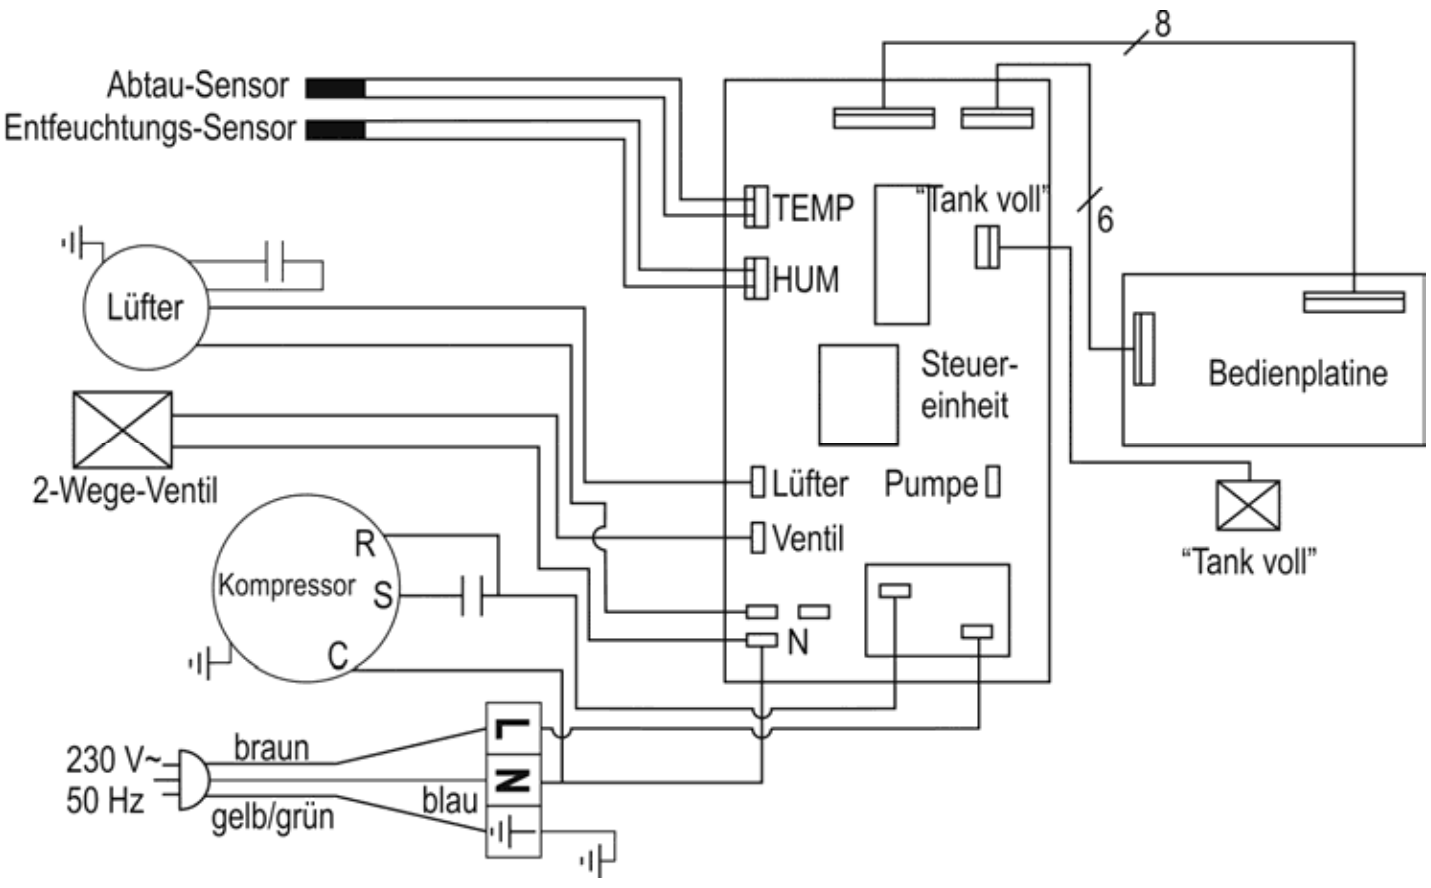 8
Abtau-Sensor
Entfeuchtungs-Sensor
TEMP
"Tank voll"
6
HUM
Lüfter
Steuer-
einheit
Bedienplatine
2-Wege-Ventil
Lüfter
Pumpe
Ventil
"Tank voll"
R
Kompressor
S
C
N
L
230 V~
braun
N
50 Hz
blau
gelb/grün